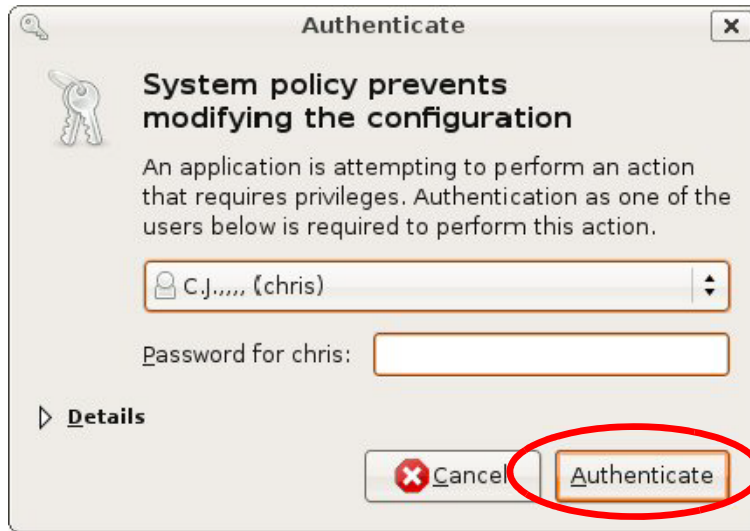 Authenticate
System policy prevents
modifying the configuration
An application is attempting to perform an action
that requires privileges. Authentication as one of the
users below is required to perform this action.
C.J.,,,, (chris)
Password for chris:
Details
Cancel Authenticate